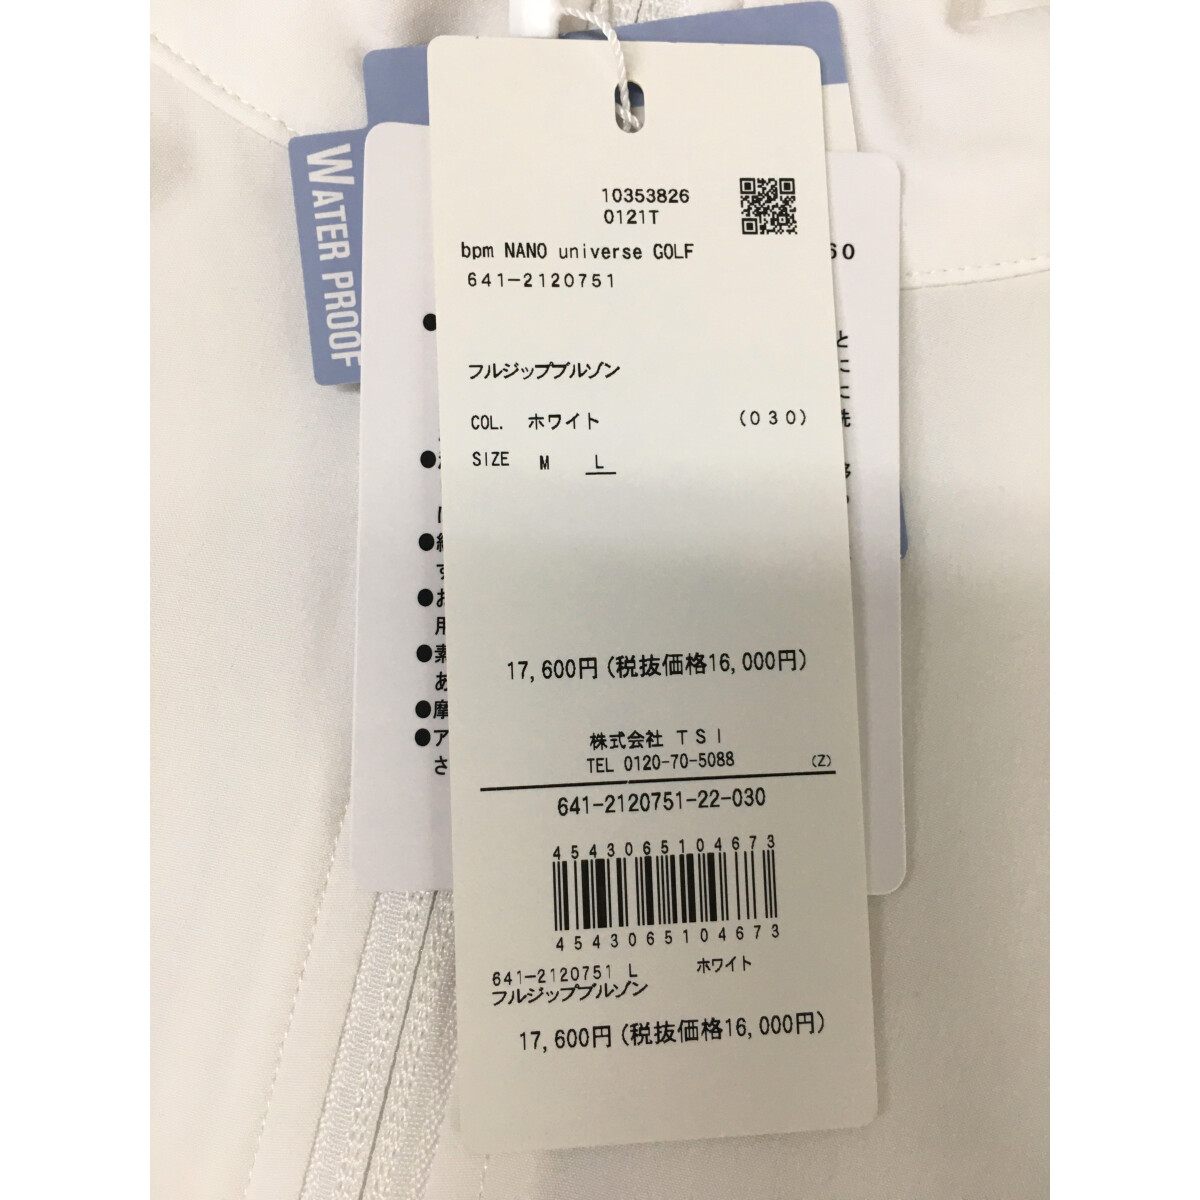 WATER PROOF
10353826
0121T
bpm NANO universe GOLF
641-2120751
フルジップブルゾン
COL. ホワイト (030)
SIZE M L
17,600円(税抜価格16,000円)
株式会社 TSI
TEL 0120-70-5088 (Z)
641-2120751-22-030
4543065104673
4543065104673
641-2120751 L ホワイト
フルジップブルゾン
17,600円(税抜価格16,000円)